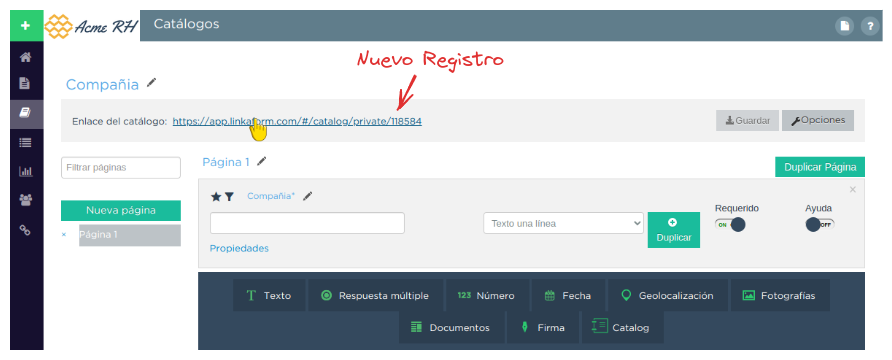 + Acme RH Catálogos ?
Nuevo Registro
Compañia
Enlace del catálogo: https://app.linkaform.com/#/catalog/private/118584 Guardar Opciones
Filtrar páginas Página 1 Duplicar Página
×
Compañia* Requerido Ayuda
Nueva página Texto una línea Duplicar ON OFF
× Página 1
Propiedades
T Texto Respuesta múltiple 123 Número Fecha Geolocalización Fotografías
Documentos Firma Catalog